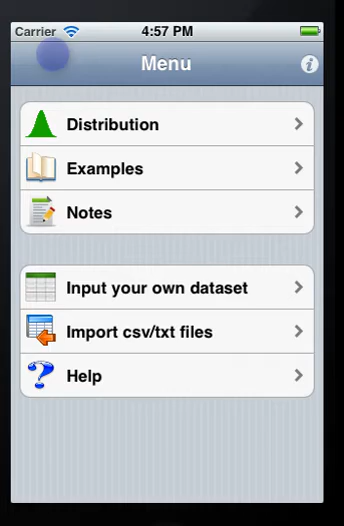 Carrier 4:57 PM
Menu
Distribution
Examples
Notes
Input your own dataset
Import csv/txt files
Help